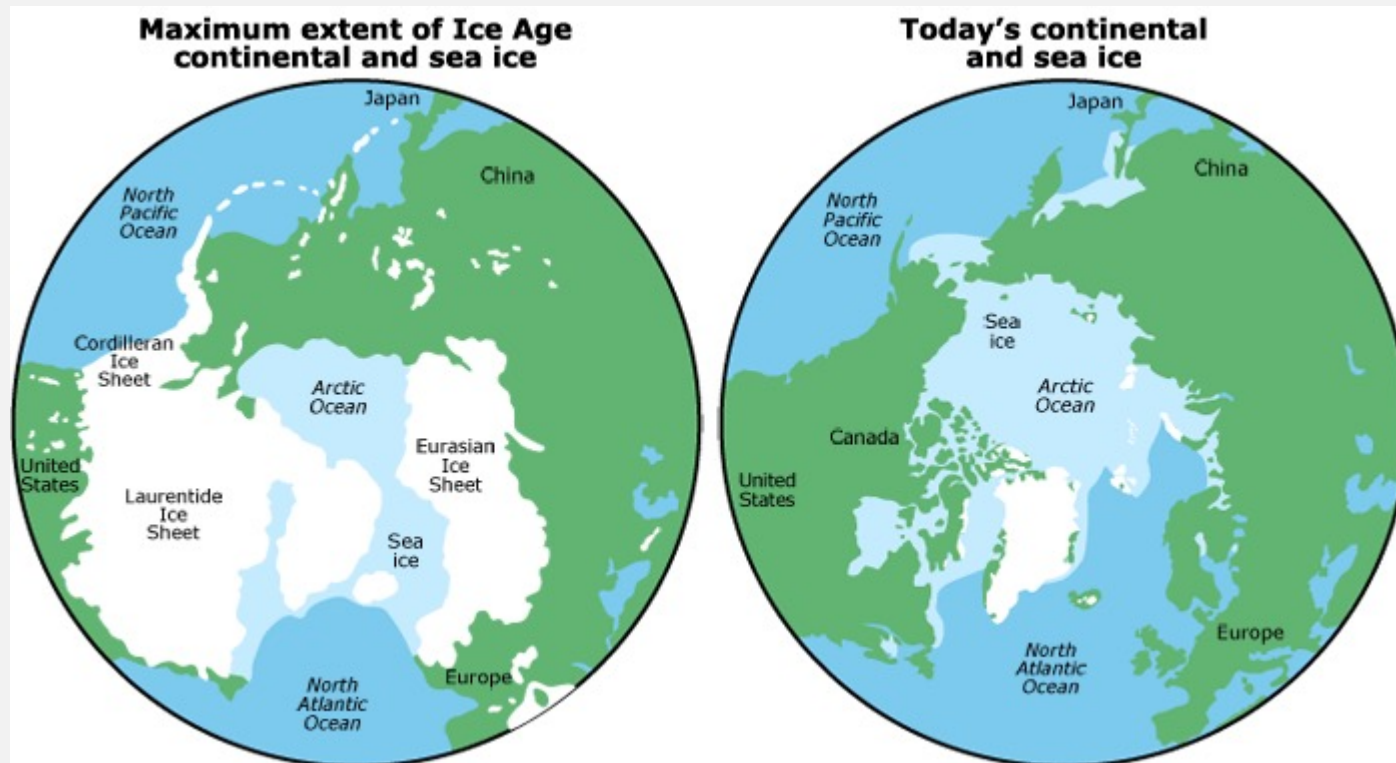 Maximum extent of Ice Age
continental and sea ice
Japan
China
North
Pacific
Ocean
Cordilleran
Ice
Sheet
Arctic
Ocean
United
States
Laurentide
Ice
Sheet
Eurasian
Ice
Sheet
Sea
ice
Europe
North
Atlantic
Ocean
Today's continental
and sea ice
Japan
China
North
Pacific
Ocean
Sea
ice
Arctic
Ocean
Canada
United
States
Europe
North
Atlantic
Ocean